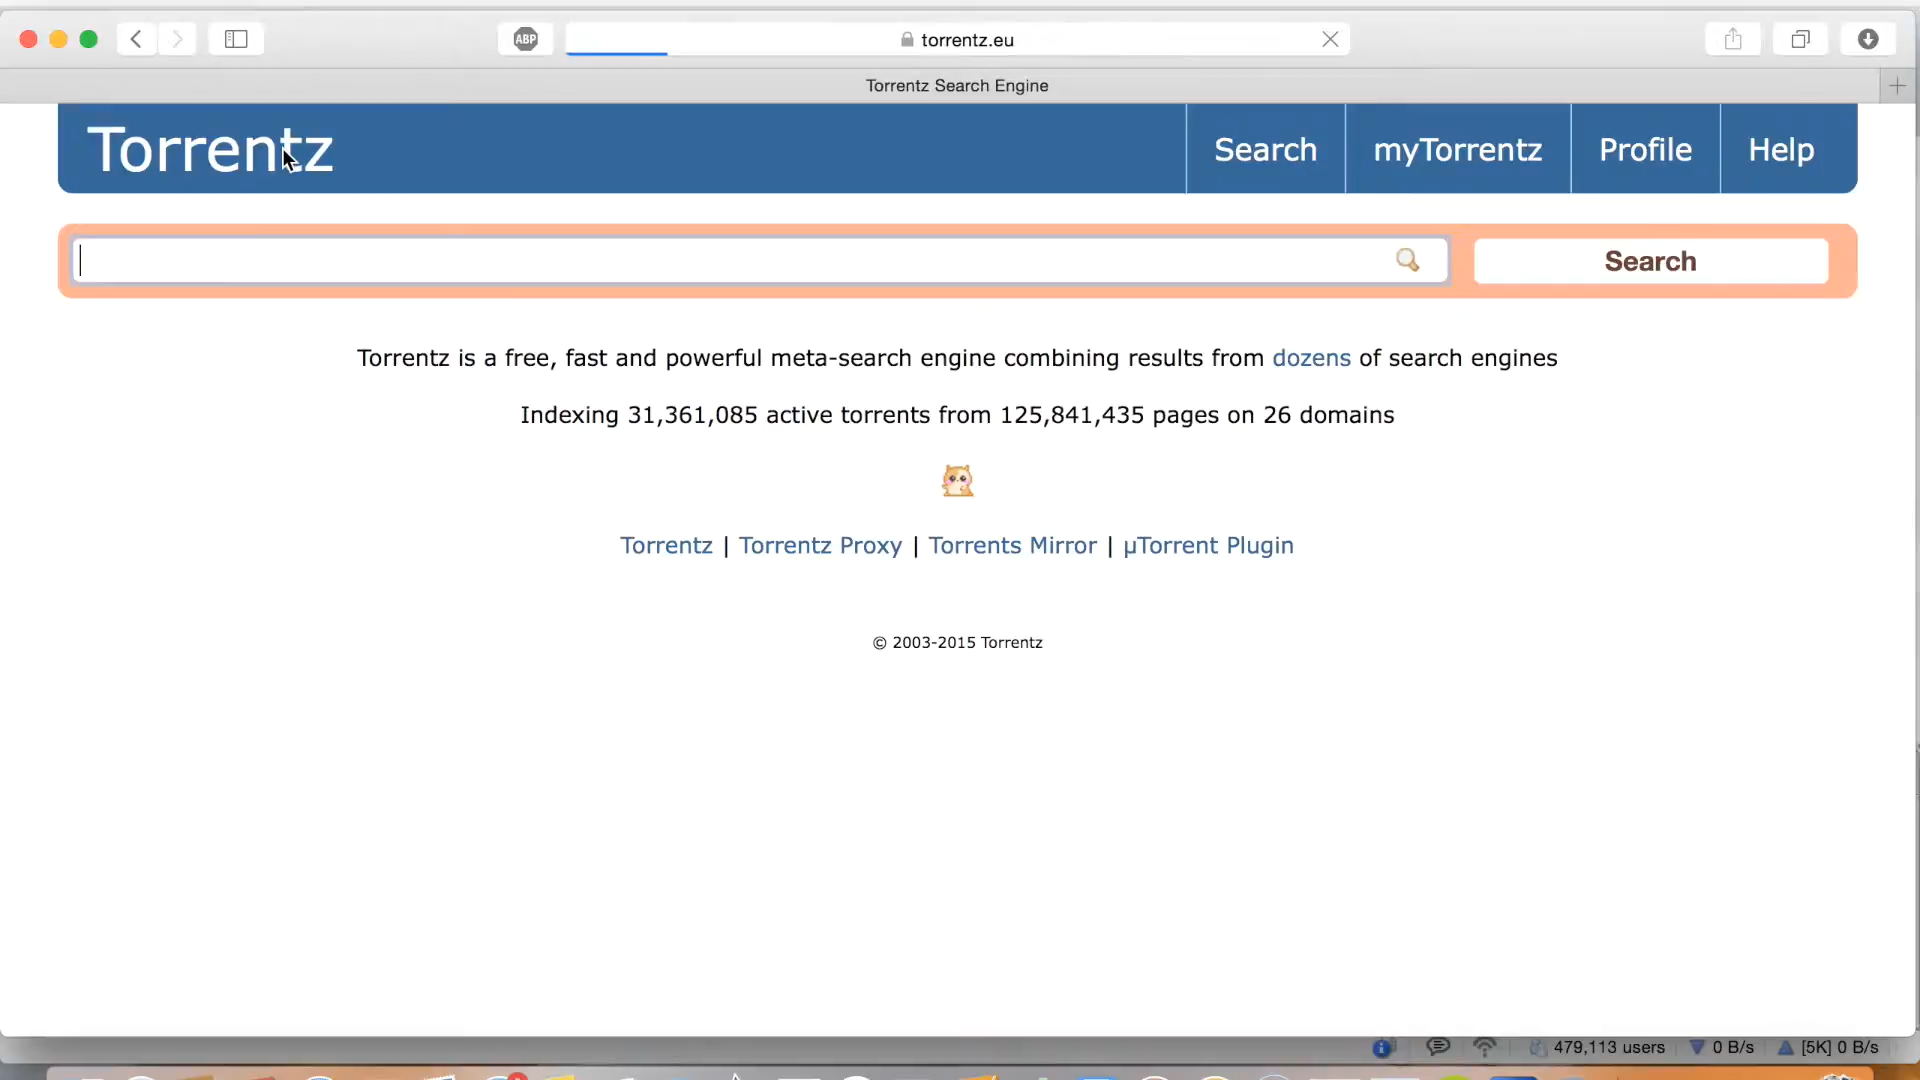 ABP
torrentz.eu
Torrentz Search Engine
Torrentz
Search
myTorrentz
Profile
Help
Search
Torrentz is a free, fast and powerful meta-search engine combining results from dozens of search engines
Indexing 31,361,085 active torrents from 125,841,435 pages on 26 domains
Torrentz | Torrentz Proxy | Torrents Mirror | µTorrent Plugin
© 2003-2015 Torrentz
479,113 users
0 B/s
[5K] 0 B/s